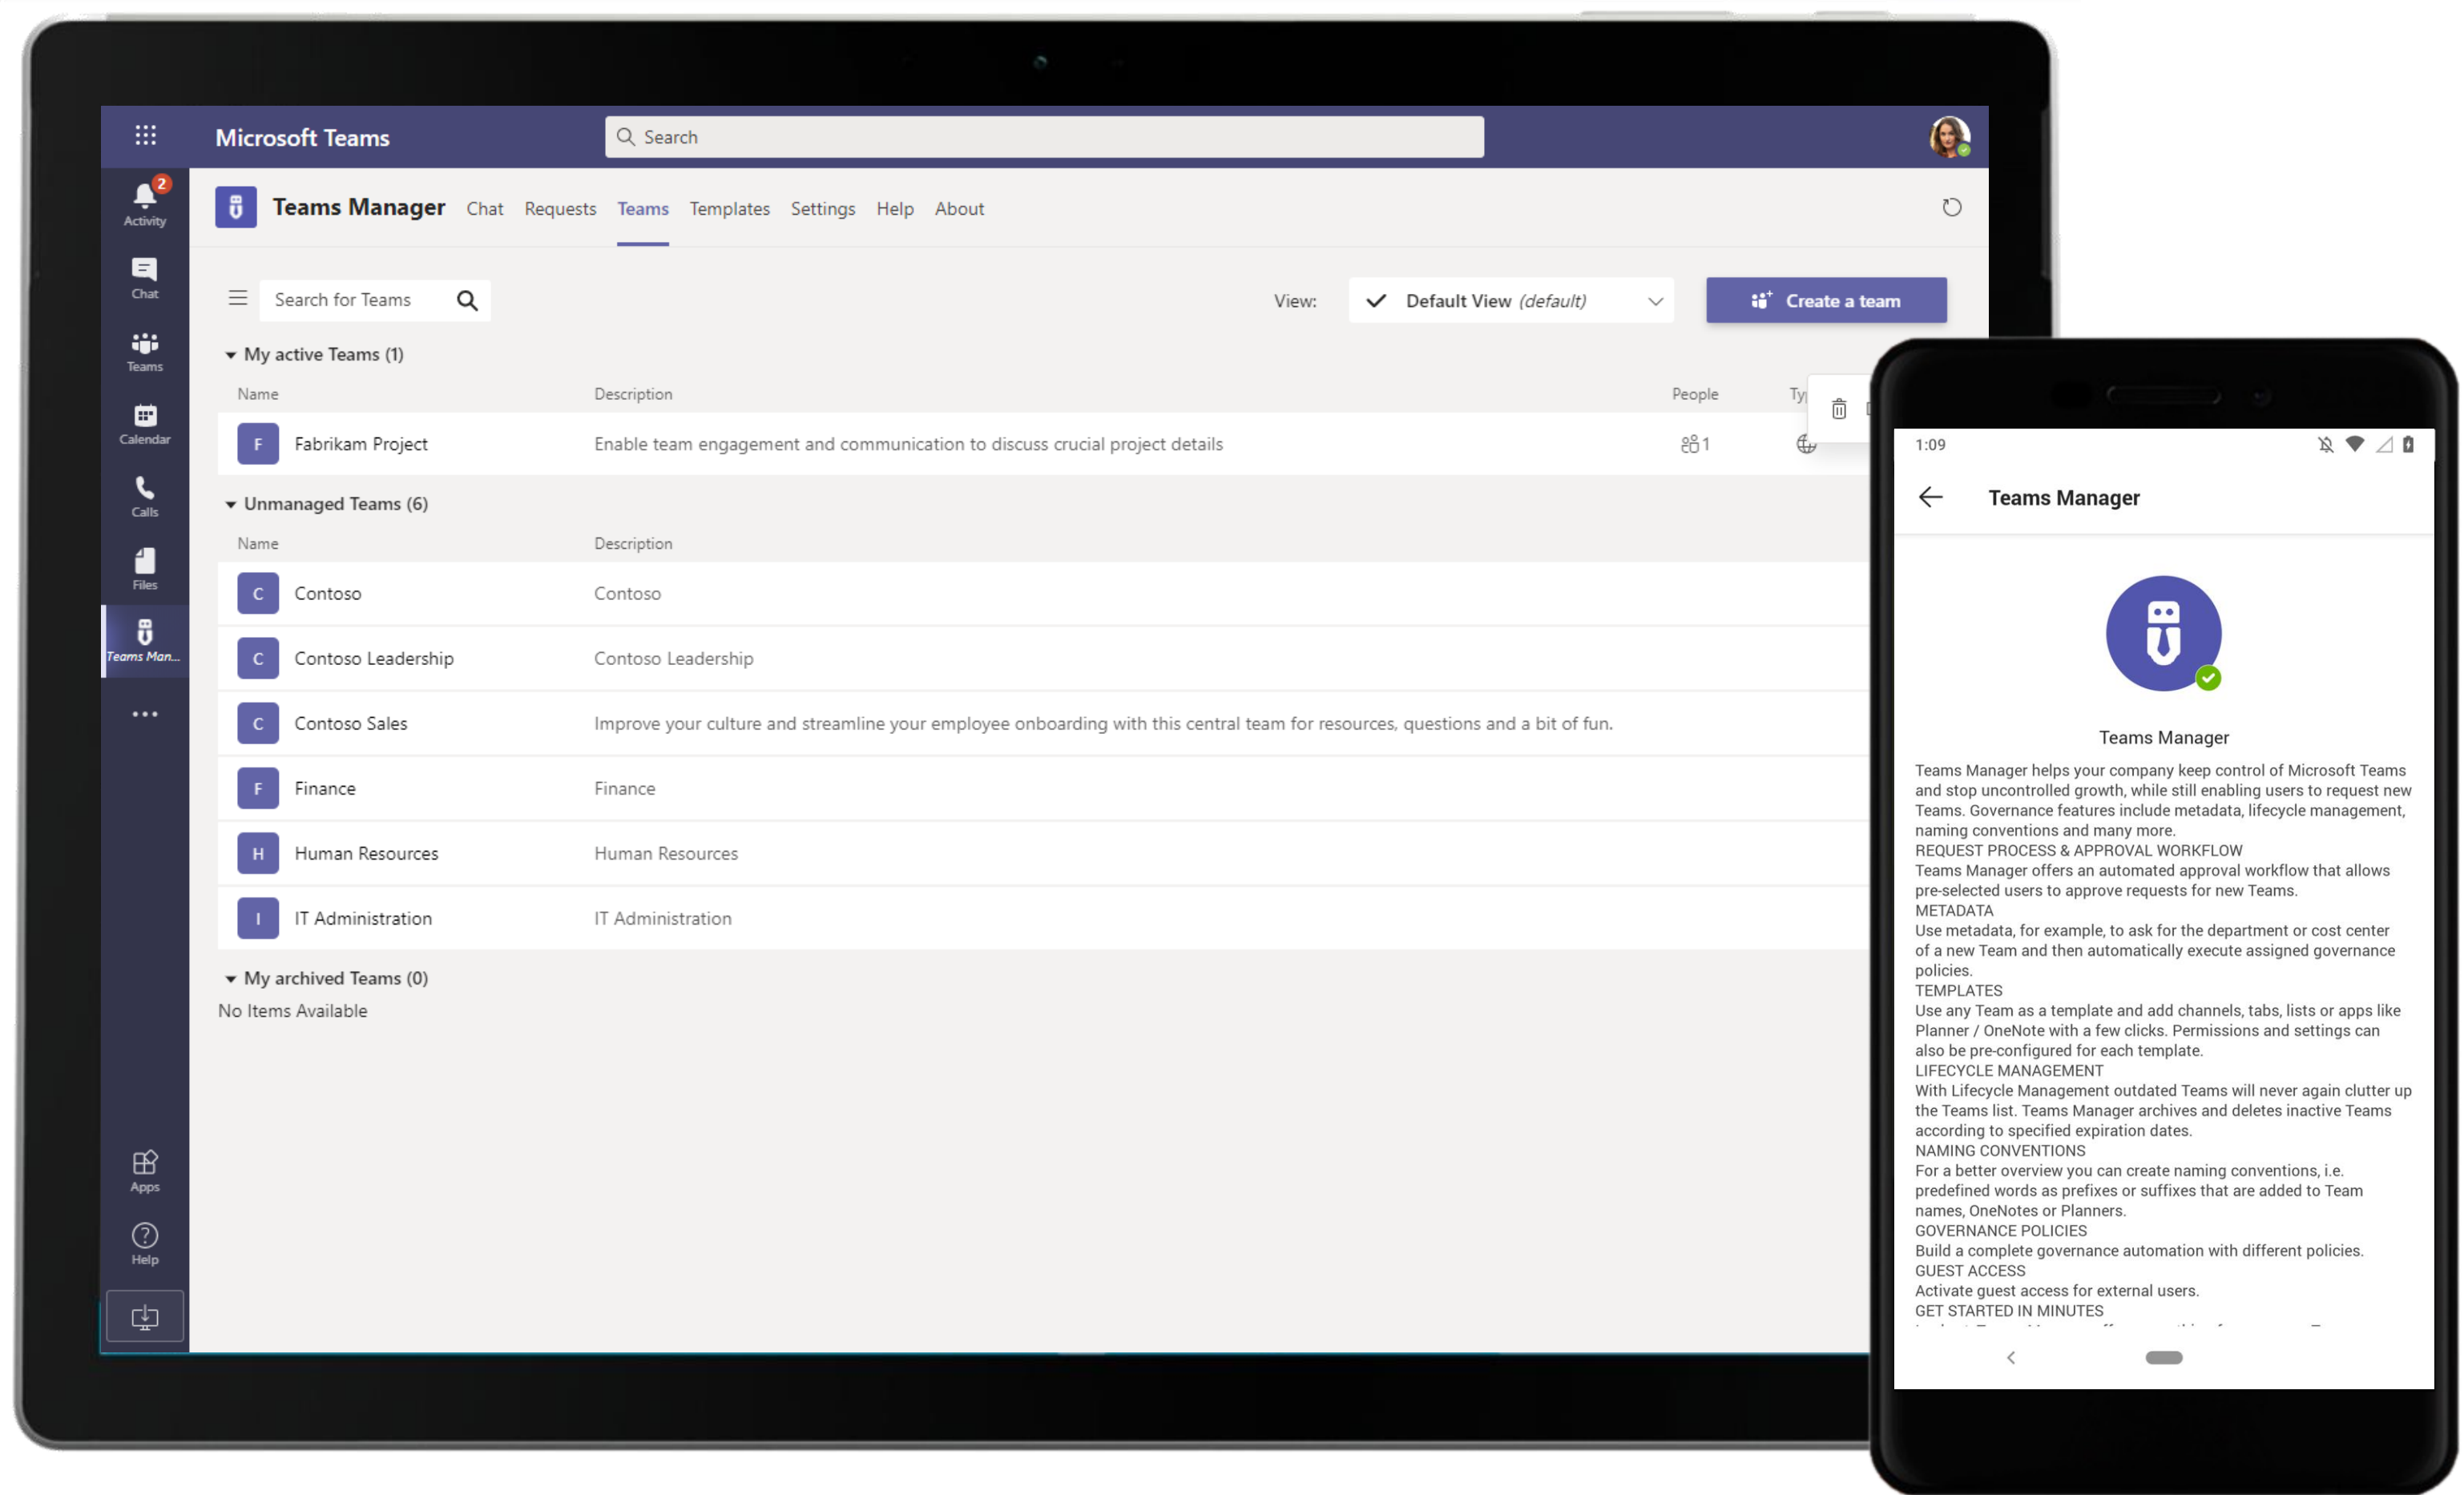 Microsoft Teams
Search
2
Activity
Chat
Teams
Calendar
Calls
Files
Teams Man...
Apps
Help
Teams Manager Chat Requests Teams Templates Settings Help About
Search for Teams
View: Default View (default)
Create a team
My active Teams (1)
Name Description People
F Fabrikam Project Enable team engagement and communication to discuss crucial project details 1
Unmanaged Teams (6)
Name Description
C Contoso Contoso
C Contoso Leadership Contoso Leadership
C Contoso Sales Improve your culture and streamline your employee onboarding with this central team for resources, questions and a bit of fun.
F Finance Finance
H Human Resources Human Resources
I IT Administration IT Administration
My archived Teams (0)
No Items Available
1:09
Teams Manager
Teams Manager
Teams Manager helps your company keep control of Microsoft Teams
and stop uncontrolled growth, while still enabling users to request new
Teams. Governance features include metadata, lifecycle management,
naming conventions and many more.
REQUEST PROCESS & APPROVAL WORKFLOW
Teams Manager offers an automated approval workflow that allows
pre-selected users to approve requests for new Teams.
METADATA
Use metadata, for example, to ask for the department or cost center
of a new Team and then automatically execute assigned governance
policies.
TEMPLATES
Use any Team as a template and add channels, tabs, lists or apps like
Planner / OneNote with a few clicks. Permissions and settings can
also be pre-configured for each template.
LIFECYCLE MANAGEMENT
With Lifecycle Management outdated Teams will never again clutter up
the Teams list. Teams Manager archives and deletes inactive Teams
according to specified expiration dates.
NAMING CONVENTIONS
For a better overview you can create naming conventions, i.e.
predefined words as prefixes or suffixes that are added to Team
names, OneNotes or Planners.
GOVERNANCE POLICIES
Build a complete governance automation with different policies.
GUEST ACCESS
Activate guest access for external users.
GET STARTED IN MINUTES